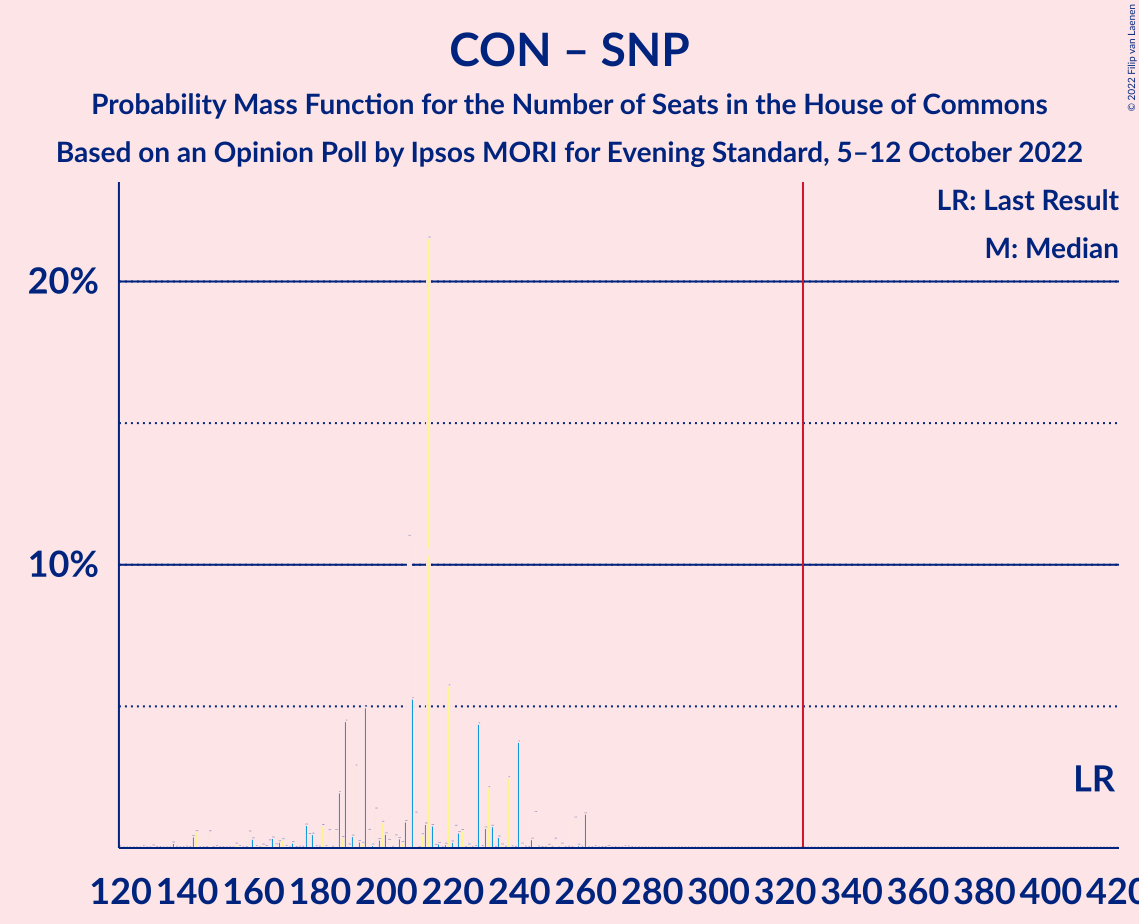 CON – SNP
Probability Mass Function for the Number of Seats in the House of Commons
Based on an Opinion Poll by Ipsos MORI for Evening Standard, 5–12 October 2022
© 2022 Filip van Laenen
LR: Last Result
M: Median
20%
10%
LR
120 140 160 180 200 220 240 260 280 300 320 340 360 380 400 420